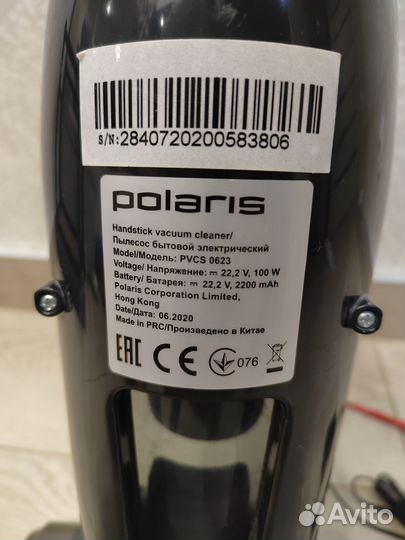 S/N:2840720200583806
polaris
Handstick vacuum cleaner/
Пылесос бытовой электрический
Model/Модель: PVCS 0623
Voltage/ Напряжение: ⎓ 22,2 V, 100 W
Battery/ Батарея: ⎓ 22,2 V, 2200 mAh
Polaris Corporation Limited,
Hong Kong
Date/Дата: 06.2020
Made in PRC/Произведено в Китае
EAC CE 076
Avito